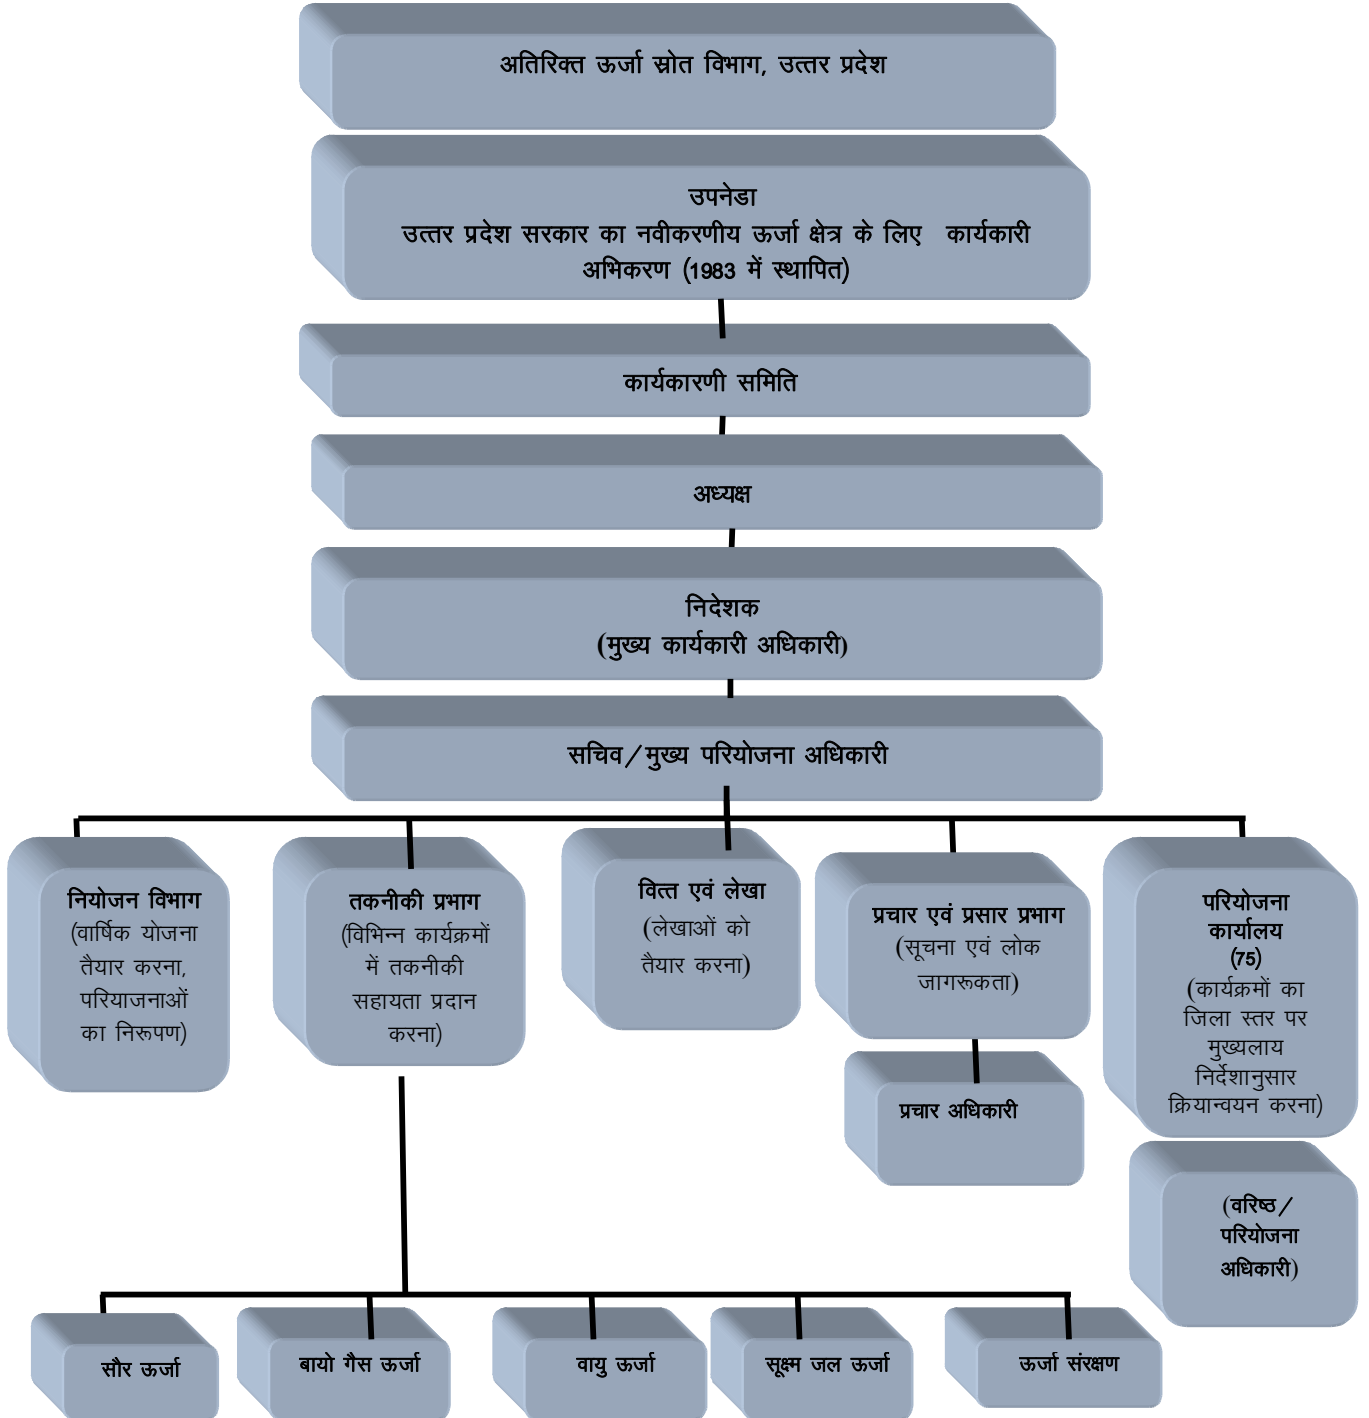 अतिरिक्त ऊर्जा स्रोत विभाग, उत्तर प्रदेश
उपनेडा
उत्तर प्रदेश सरकार का नवीकरणीय ऊर्जा क्षेत्र के लिए कार्यकारी
अभिकरण (1983 में स्थापित)
कार्यकारणी समिति
अध्यक्ष
निदेशक
(मुख्य कार्यकारी अधिकारी)
सचिव/मुख्य परियोजना अधिकारी
नियोजन विभाग
(वार्षिक योजना
तैयार करना,
परियाजनाओं
का निरूपण)
तकनीकी प्रभाग
(विभिन्न कार्यक्रमों
में तकनीकी
सहायता प्रदान
करना)
वित्त एवं लेखा
(लेखाओं को
तैयार करना)
प्रचार एवं प्रसार प्रभाग
(सूचना एवं लोक
जागरूकता)
प्रचार अधिकारी
परियोजना
कार्यालय
(75)
(कार्यक्रमों का
जिला स्तर पर
मुख्यलाय
निर्देशानुसार
क्रियान्वयन करना)
(वरिष्ठ/
परियोजना
अधिकारी)
सौर ऊर्जा
बायो गैस ऊर्जा
वायु ऊर्जा
सूक्ष्म जल ऊर्जा
ऊर्जा संरक्षण